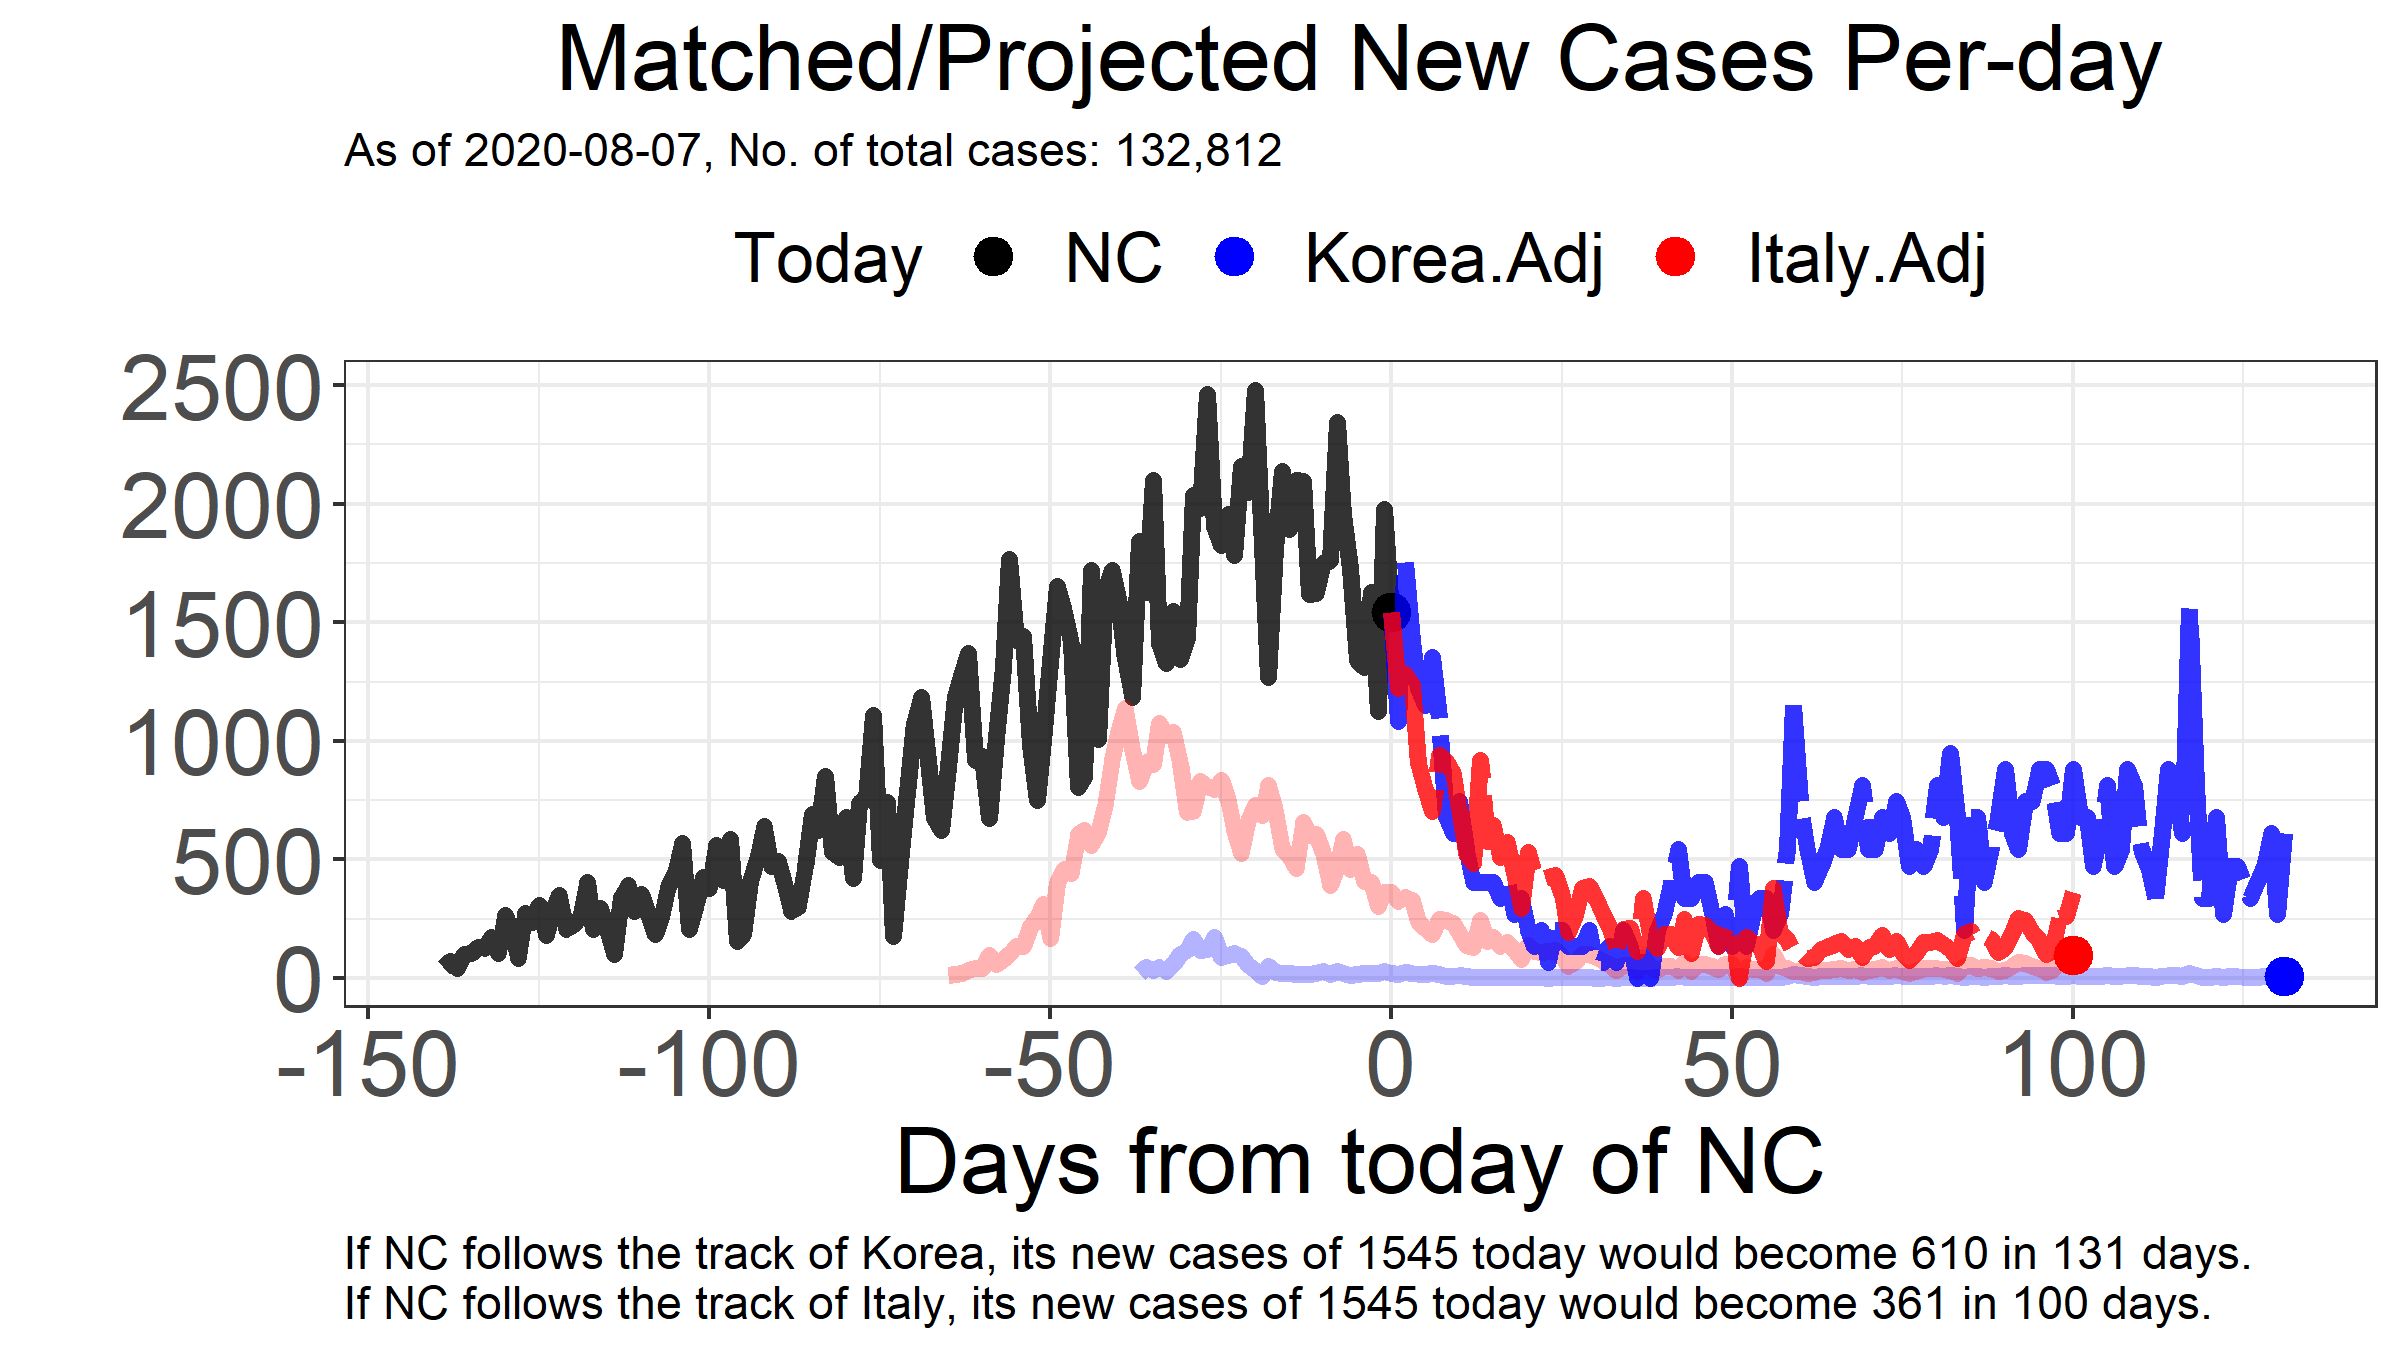 Matched/Projected New Cases Per-day
As of 2020-08-07, No. of total cases: 132,812
Today NC Korea.Adj Italy.Adj
2500
2000
1500
1000
500
0
-150 -100 -50 0 50 100
Days from today of NC
If NC follows the track of Korea, its new cases of 1545 today would become 610 in 131 days.
If NC follows the track of Italy, its new cases of 1545 today would become 361 in 100 days.